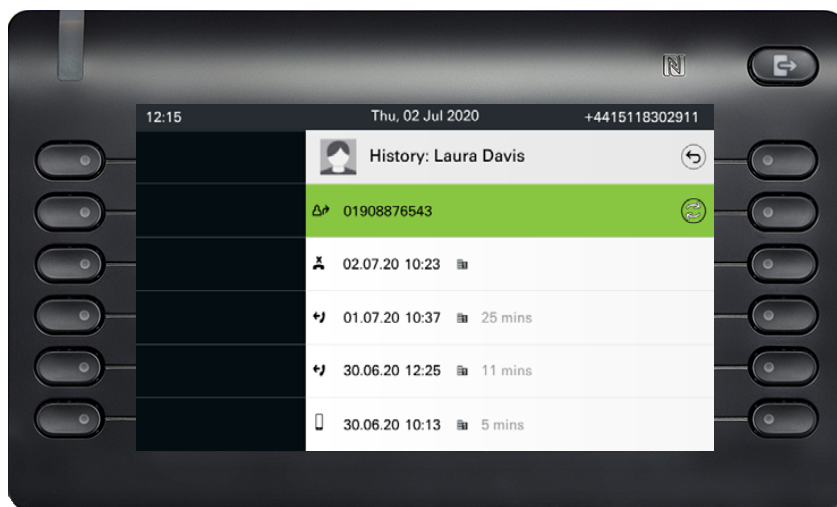 12:15 Thu, 02 Jul 2020 +4415118302911
History: Laura Davis
01908876543
02.07.20 10:23
01.07.20 10:37 25 mins
30.06.20 12:25 11 mins
30.06.20 10:13 5 mins